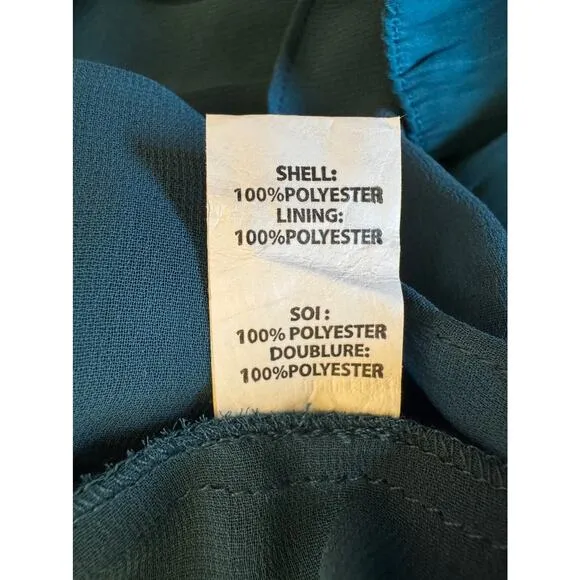 SHELL:
100%POLYESTER
LINING:
100%POLYESTER
SOI :
100% POLYESTER
DOUBLURE:
100%POLYESTER